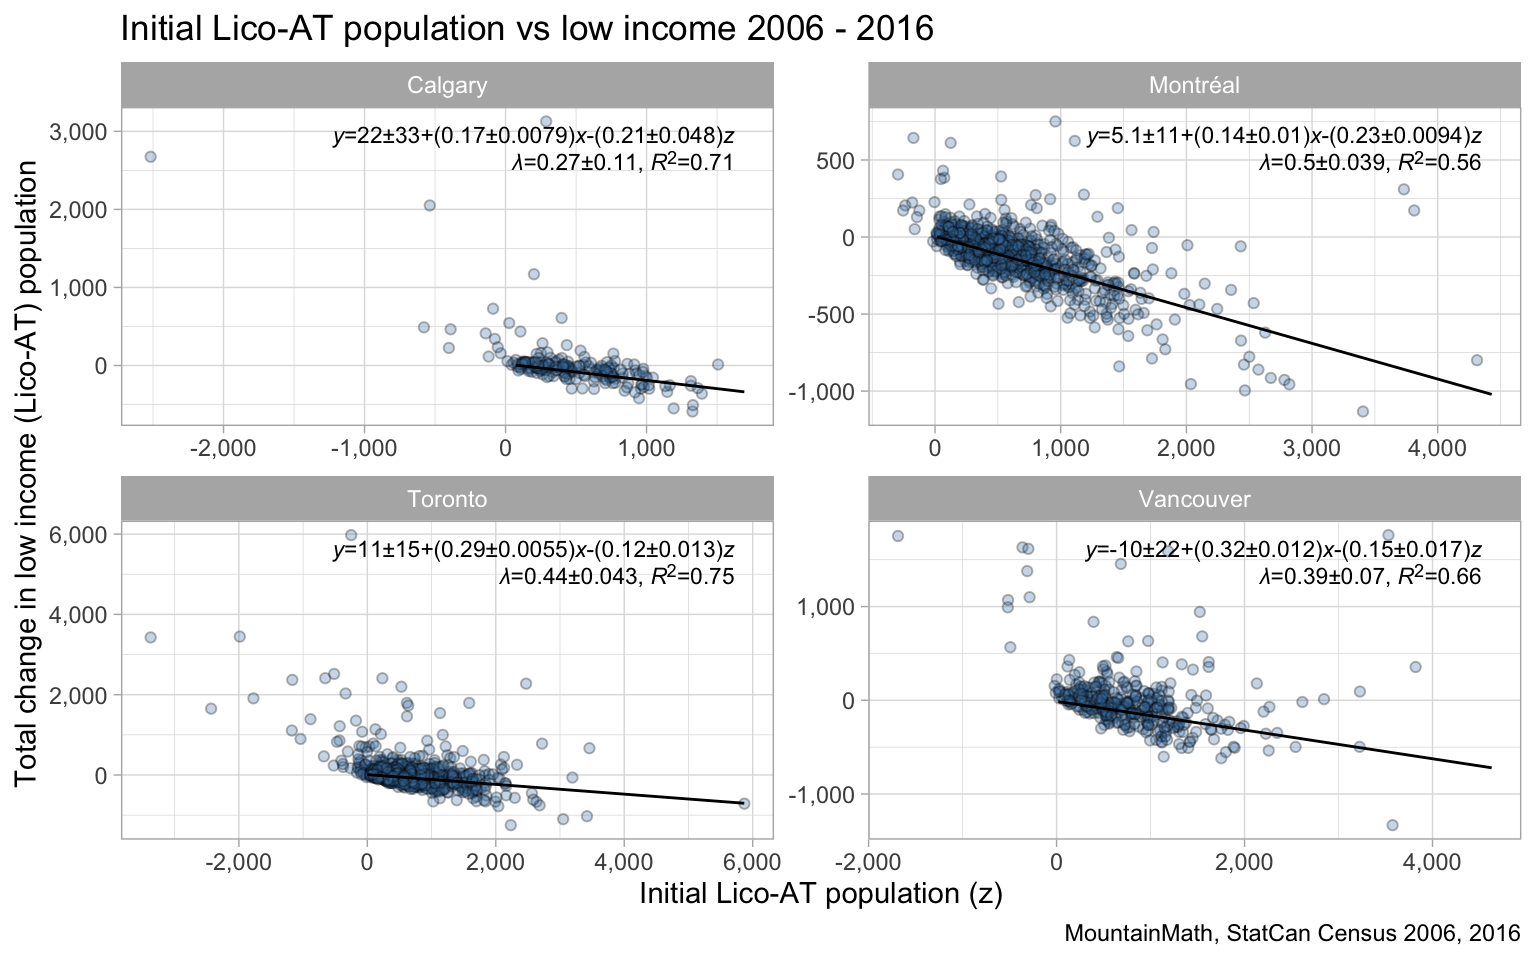 Initial Lico-AT population vs low income 2006 - 2016
Total change in low income (Lico-AT) population
Calgary
y=22±33+(0.17±0.0079)x-(0.21±0.048)z
λ=0.27±0.11, R²=0.71
3,000
2,000
1,000
0
-2,000 -1,000 0 1,000
Montréal
y=5.1±11+(0.14±0.01)x-(0.23±0.0094)z
λ=0.5±0.039, R²=0.56
500
0
-500
-1,000
0 1,000 2,000 3,000 4,000
Toronto
y=11±15+(0.29±0.0055)x-(0.12±0.013)z
λ=0.44±0.043, R²=0.75
6,000
4,000
2,000
0
-2,000 0 2,000 4,000 6,000
Vancouver
y=-10±22+(0.32±0.012)x-(0.15±0.017)z
λ=0.39±0.07, R²=0.66
1,000
0
-1,000
-2,000 0 2,000 4,000
Initial Lico-AT population (z)
MountainMath, StatCan Census 2006, 2016